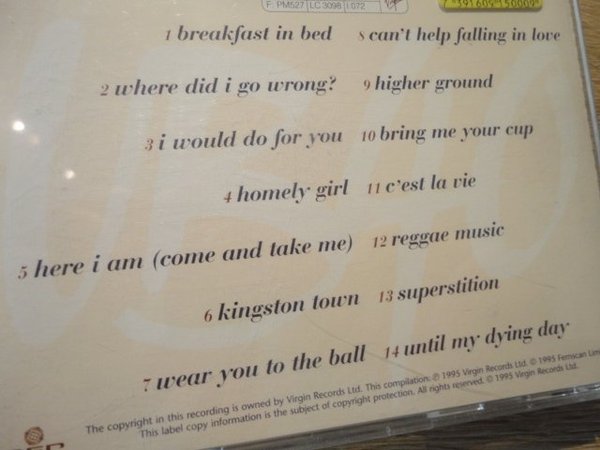 F: PM527 LC 3098 1072
1 breakfast in bed
2 where did i go wrong?
3 i would do for you
4 homely girl
5 here i am (come and take me)
6 kingston town
7 wear you to the ball
8 can't help falling in love
9 higher ground
10 bring me your cup
11 c'est la vie
12 reggae music
13 superstition
14 until my dying day
The copyright in this recording is owned by Virgin Records Ltd. This compilation: ℗ 1995 Virgin Records Ltd. © 1995 Fernscan Lim
This label copy information is the subject of copyright protection. All rights reserved. © 1995 Virgin Records Ltd.